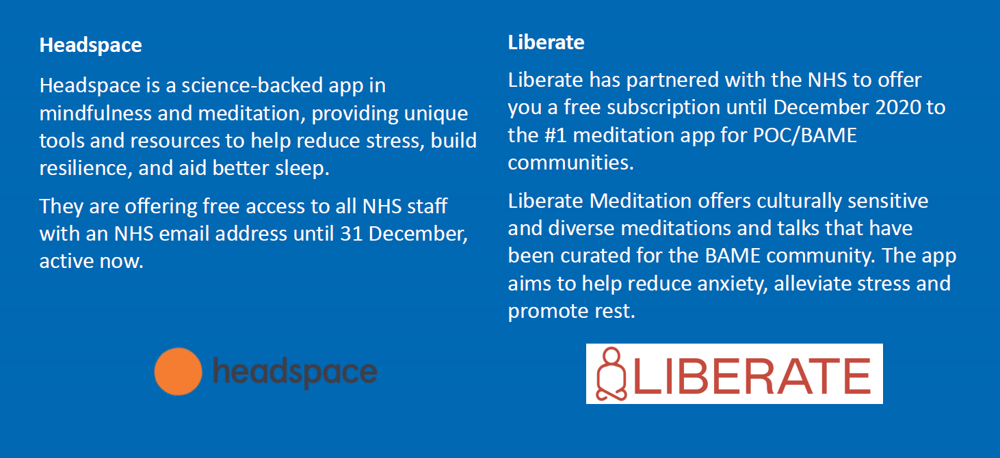 Headspace
Headspace is a science-backed app in
mindfulness and meditation, providing unique
tools and resources to help reduce stress, build
resilience, and aid better sleep.
They are offering free access to all NHS staff
with an NHS email address until 31 December,
active now.
headspace
Liberate
Liberate has partnered with the NHS to offer
you a free subscription until December 2020 to
the #1 meditation app for POC/BAME
communities.
Liberate Meditation offers culturally sensitive
and diverse meditations and talks that have
been curated for the BAME community. The app
aims to help reduce anxiety, alleviate stress and
promote rest.
LIBERATE